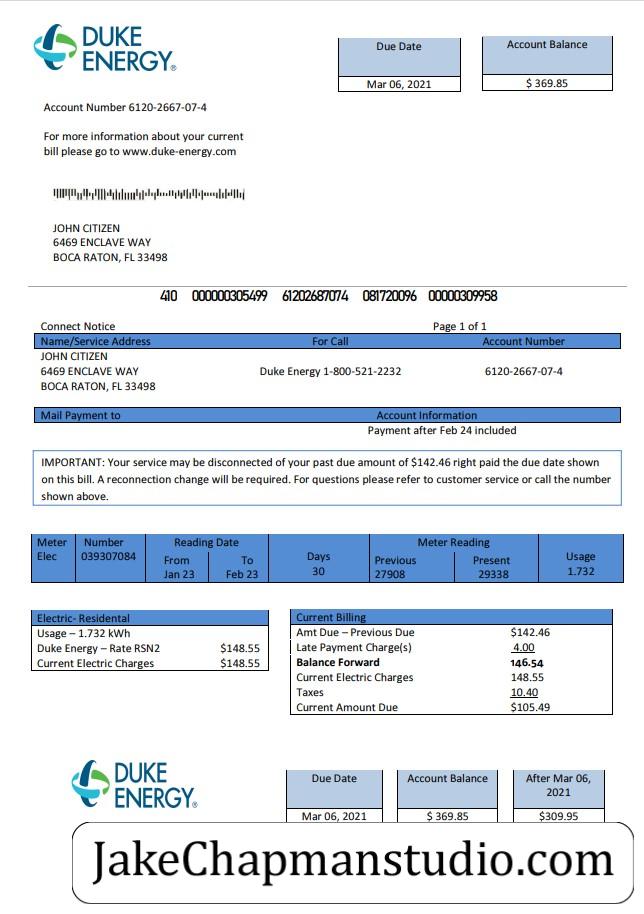 DUKE
ENERGY®
Due Date
Mar 06, 2021
Account Balance
$ 369.85
Account Number 6120-2667-07-4
For more information about your current
bill please go to www.duke-energy.com
JOHN CITIZEN
6469 ENCLAVE WAY
BOCA RATON, FL 33498
410 000000305499 61202687074 081720096 00000309958
Connect Notice Page 1 of 1
Name/Service Address For Call Account Number
JOHN CITIZEN
6469 ENCLAVE WAY Duke Energy 1-800-521-2232 6120-2667-07-4
BOCA RATON, FL 33498
Mail Payment to Account Information
Payment after Feb 24 included
IMPORTANT: Your service may be disconnected of your past due amount of $142.46 right paid the due date shown
on this bill. A reconnection change will be required. For questions please refer to customer service or call the number
shown above.
Meter Number Reading Date Days Meter Reading Usage
Elec 039307084 From To 30 Previous Present 1.732
Jan 23 Feb 23 27908 29338
Electric- Residental
Usage – 1.732 kWh
Duke Energy – Rate RSN2 $148.55
Current Electric Charges $148.55
Current Billing
Amt Due – Previous Due $142.46
Late Payment Charge(s) 4.00
Balance Forward 146.54
Current Electric Charges 148.55
Taxes 10.40
Current Amount Due $105.49
DUKE
ENERGY®
Due Date Account Balance After Mar 06,
2021
Mar 06, 2021 $ 369.85 $309.95
JakeChapmanstudio.com